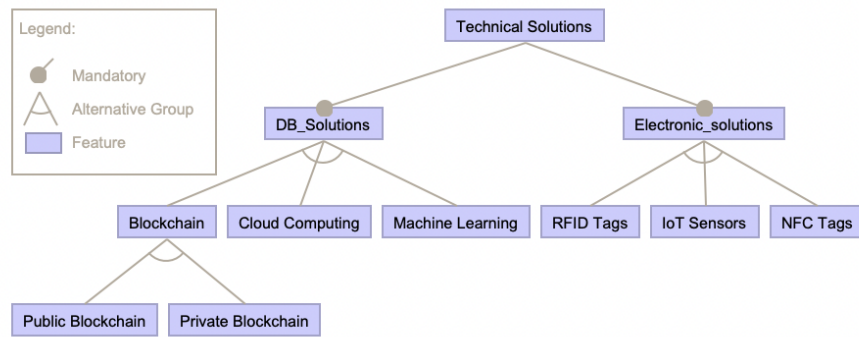 Technical Solutions
Legend:
Mandatory
Alternative Group
Feature
DB_Solutions
Electronic_solutions
Blockchain
Cloud Computing
Machine Learning
RFID Tags
IoT Sensors
NFC Tags
Public Blockchain
Private Blockchain